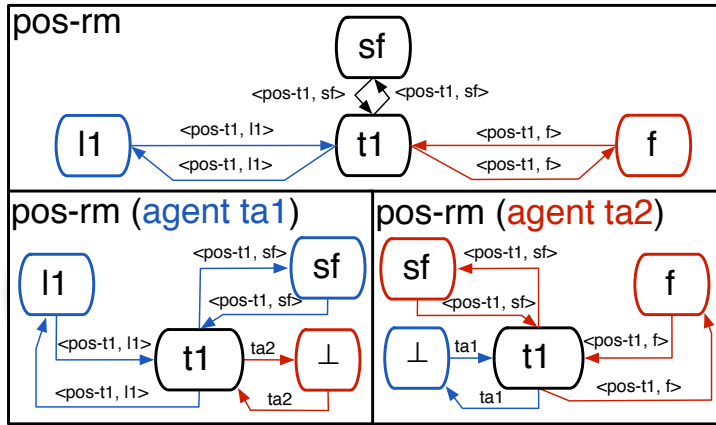 pos-rm
sf
<pos-t1, sf> <pos-t1, sf>
l1
<pos-t1, l1>
<pos-t1, l1>
t1
<pos-t1, f>
<pos-t1, f>
f
pos-rm (agent ta1)
l1
<pos-t1, sf>
sf
<pos-t1, sf>
<pos-t1, l1>
t1
ta2
⊥
<pos-t1, l1>
ta2
pos-rm (agent ta2)
sf
<pos-t1, sf>
f
<pos-t1, sf>
⊥
ta1
t1
<pos-t1, f>
ta1
<pos-t1, f>